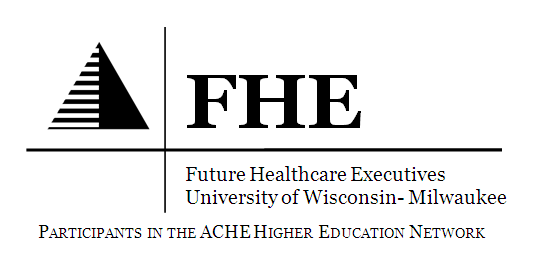 FHE
Future Healthcare Executives
University of Wisconsin- Milwaukee
PARTICIPANTS IN THE ACHE HIGHER EDUCATION NETWORK